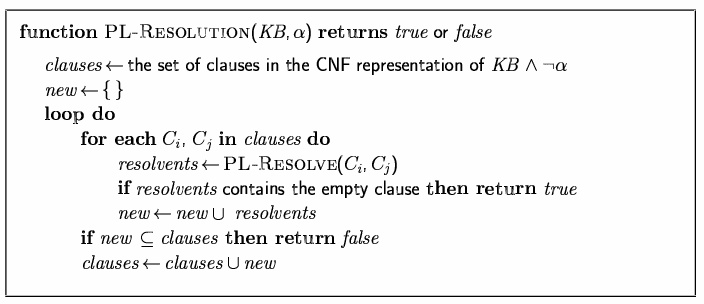 function PL-RESOLUTION(KB, α) returns true or false
clauses ← the set of clauses in the CNF representation of KB ∧ ¬α
new ← { }
loop do
for each Ci, Cj in clauses do
resolvents ← PL-RESOLVE(Ci, Cj)
if resolvents contains the empty clause then return true
new ← new ∪ resolvents
if new ⊆ clauses then return false
clauses ← clauses ∪ new